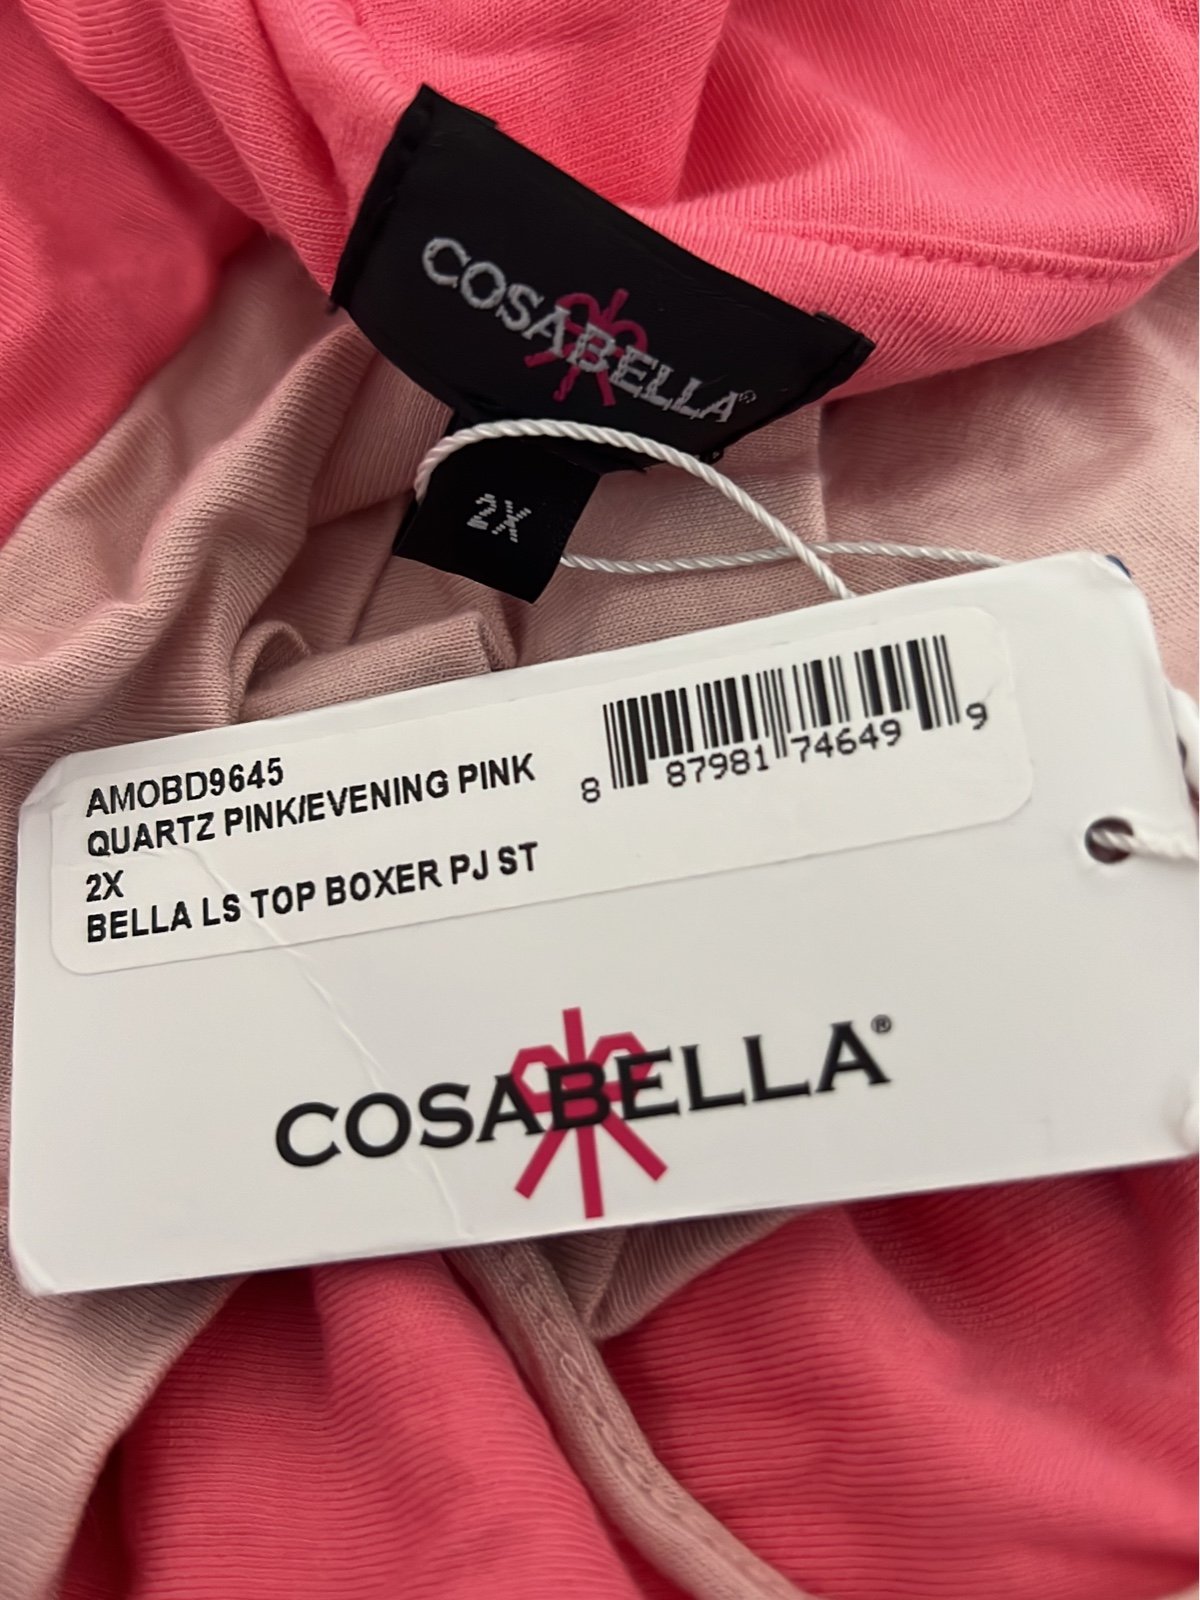 COSABELLA®
2X
AMOBD9645
QUARTZ PINK/EVENING PINK
2X
BELLA LS TOP BOXER PJ ST
8 87981 74649 9
COSABELLA®